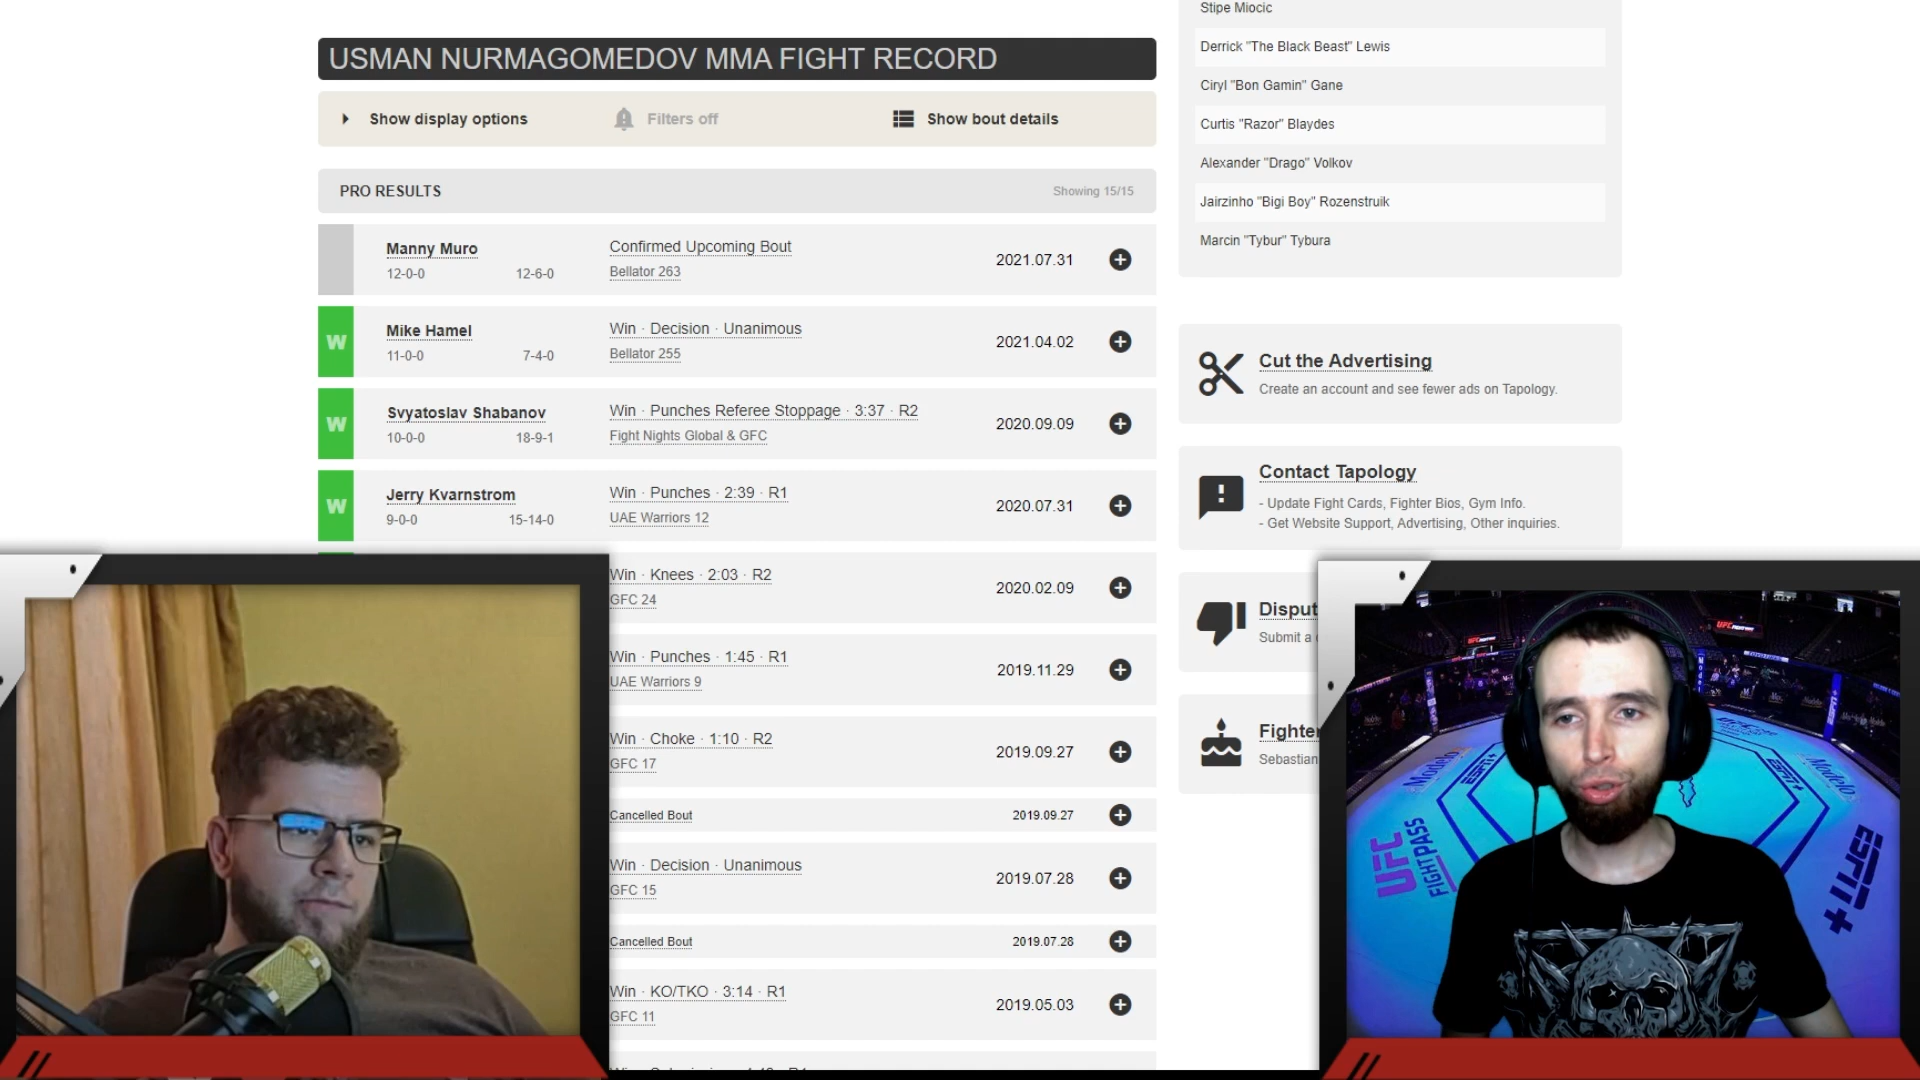 Stipe Miocic
USMAN NURMAGOMEDOV MMA FIGHT RECORD
Derrick "The Black Beast" Lewis
Ciryl "Bon Gamin" Gane
Show display options
Filters off
Show bout details
Curtis "Razor" Blaydes
Alexander "Drago" Volkov
PRO RESULTS
Showing 15/15
Jairzinho "Bigi Boy" Rozenstruik
Marcin "Tybur" Tybura
Manny Muro
12-0-0 12-6-0
Confirmed Upcoming Bout
Bellator 263
2021.07.31
W
Mike Hamel
11-0-0 7-4-0
Win · Decision · Unanimous
Bellator 255
2021.04.02
Cut the Advertising
Create an account and see fewer ads on Tapology.
W
Svyatoslav Shabanov
10-0-0 18-9-1
Win · Punches Referee Stoppage · 3:37 · R2
Fight Nights Global & GFC
2020.09.09
W
Jerry Kvarnstrom
9-0-0 15-14-0
Win · Punches · 2:39 · R1
UAE Warriors 12
2020.07.31
Contact Tapology
- Update Fight Cards, Fighter Bios, Gym Info.
- Get Website Support, Advertising, Other inquiries.
Win · Knees · 2:03 · R2
GFC 24
2020.02.09
Disput
Submit a
Win · Punches · 1:45 · R1
UAE Warriors 9
2019.11.29
Win · Choke · 1:10 · R2
GFC 17
2019.09.27
Fighter
Sebastian
Cancelled Bout
2019.09.27
Win · Decision · Unanimous
GFC 15
2019.07.28
Cancelled Bout
2019.07.28
Win · KO/TKO · 3:14 · R1
GFC 11
2019.05.03
UFC
Modelo
ESPN+
Modelo
UFC
FIGHT PASS
ESPN+